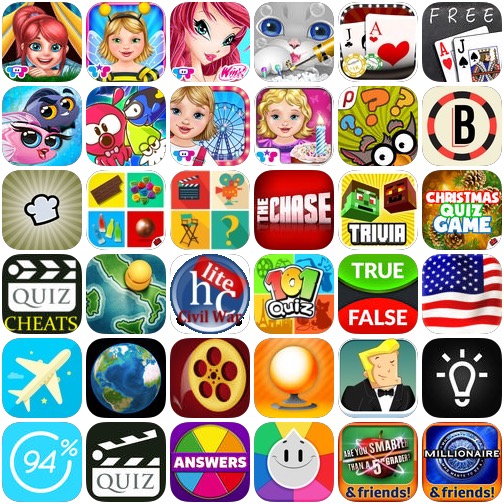 Winx
J
A
A
FREE
A
J
B
THE CHASE
TRIVIA
CHRISTMAS
QUIZ
GAME
QUIZ
CHEATS
lite
hc
Civil War
101
Quiz
TRUE
FALSE
94%
QUIZ
ANSWERS
ARE YOU SMARTER
THAN A 5TH GRADER?
& friends!
MILLIONAIRE
& friends!